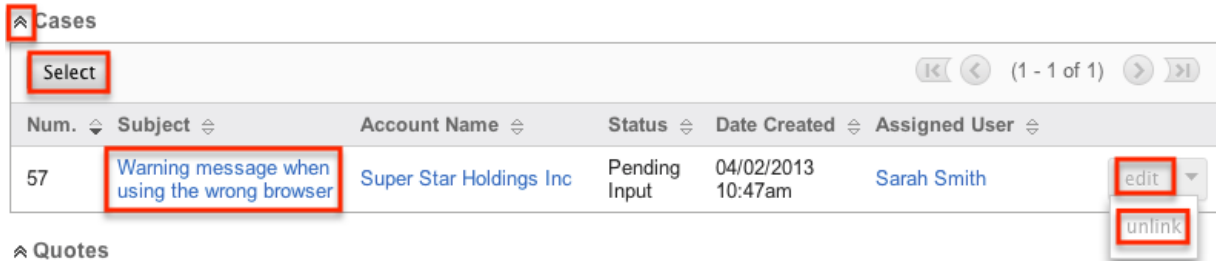 Cases
Select (1 - 1 of 1)
Num. Subject Account Name Status Date Created Assigned User
57 Warning message when using the wrong browser Super Star Holdings Inc Pending Input 04/02/2013 10:47am Sarah Smith edit
unlink
Quotes